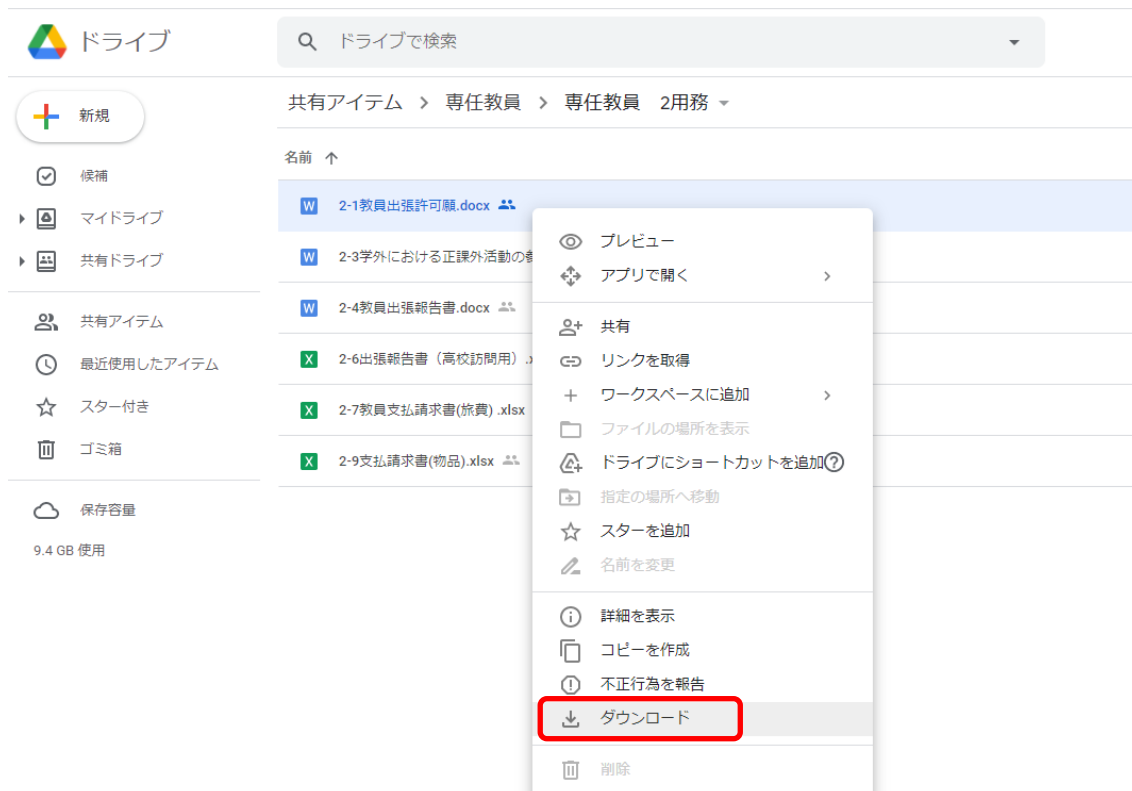 ドライブ
ドライブで検索
新規
共有アイテム > 専任教員 > 専任教員 2用務
名前
候補
マイドライブ
共有ドライブ
共有アイテム
最近使用したアイテム
スター付き
ゴミ箱
保存容量
9.4 GB 使用
2-1教員出張許可願.docx
2-3学外における正課外活動の
2-4教員出張報告書.docx
2-6出張報告書（高校訪問用）.x
2-7教員支払請求書(旅費) .xlsx
2-9支払請求書(物品).xlsx
プレビュー
アプリで開く
共有
リンクを取得
ワークスペースに追加
ファイルの場所を表示
ドライブにショートカットを追加
指定の場所へ移動
スターを追加
名前を変更
詳細を表示
コピーを作成
不正行為を報告
ダウンロード
削除